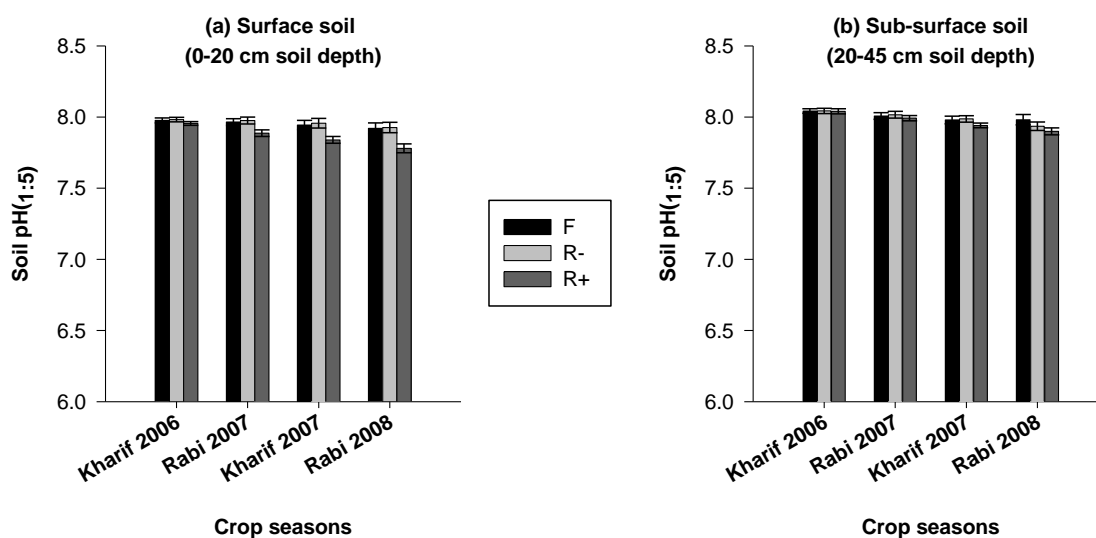 (a) Surface soil
(0-20 cm soil depth)
8.5
8.0
7.5
7.0
6.5
6.0
Soil pH(1:5)
Kharif 2006
Rabi 2007
Kharif 2007
Rabi 2008
Crop seasons
F
R-
R+
(b) Sub-surface soil
(20-45 cm soil depth)
8.5
8.0
7.5
7.0
6.5
6.0
Soil pH(1:5)
Kharif 2006
Rabi 2007
Kharif 2007
Rabi 2008
Crop seasons